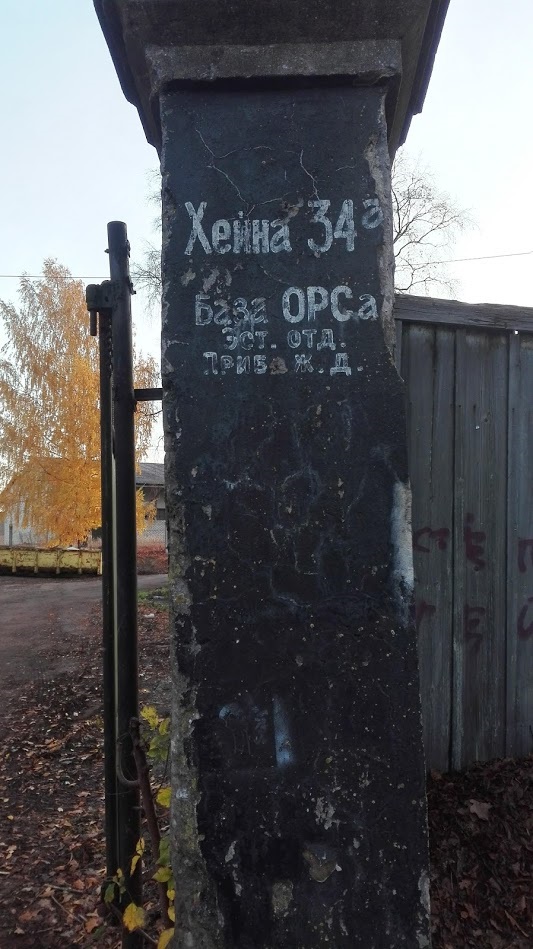 Хейна 34а
База ОРСа
Эст. отд.
Приб. ж. д.